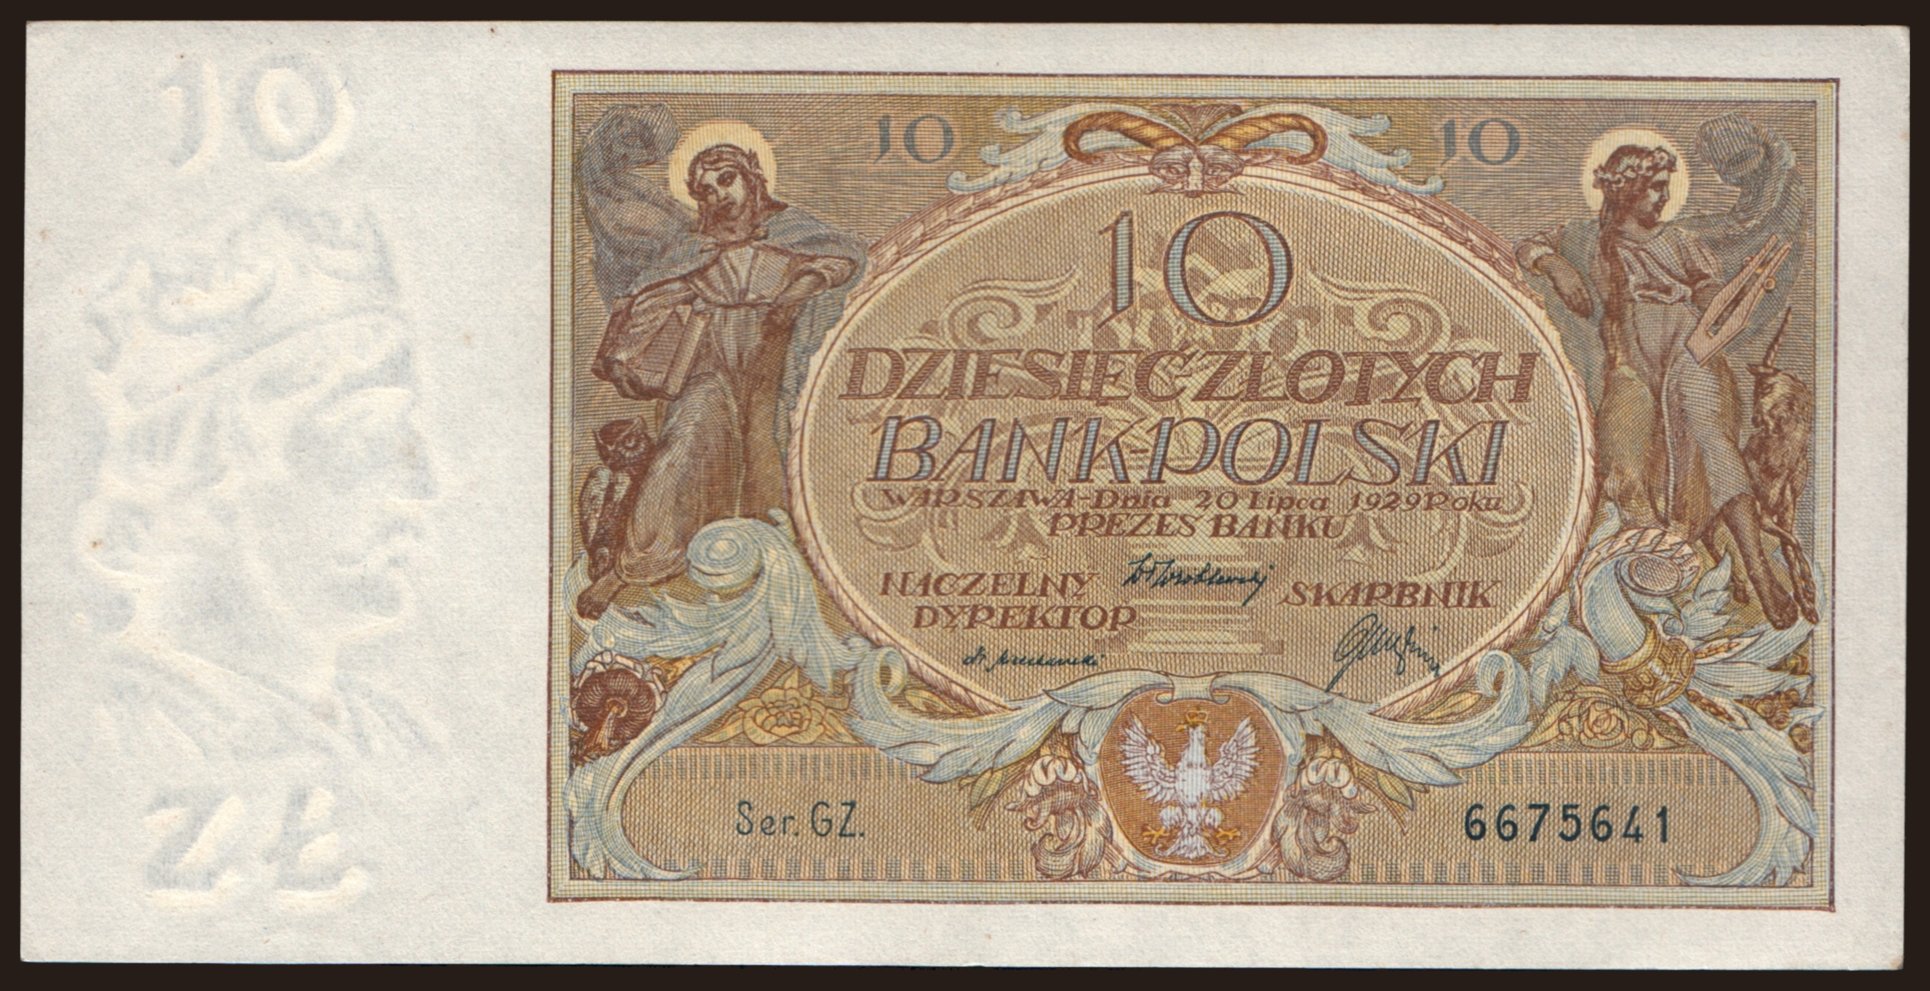 10
10 10
10
DZIESIĘĆ ZŁOTYCH
BANK POLSKI
WARSZAWA-Dnia 20 Lipca 1929 Roku
PREZES BANKU
NACZELNY
DYREKTOR
SKARBNIK
Ser. GZ. 6675641